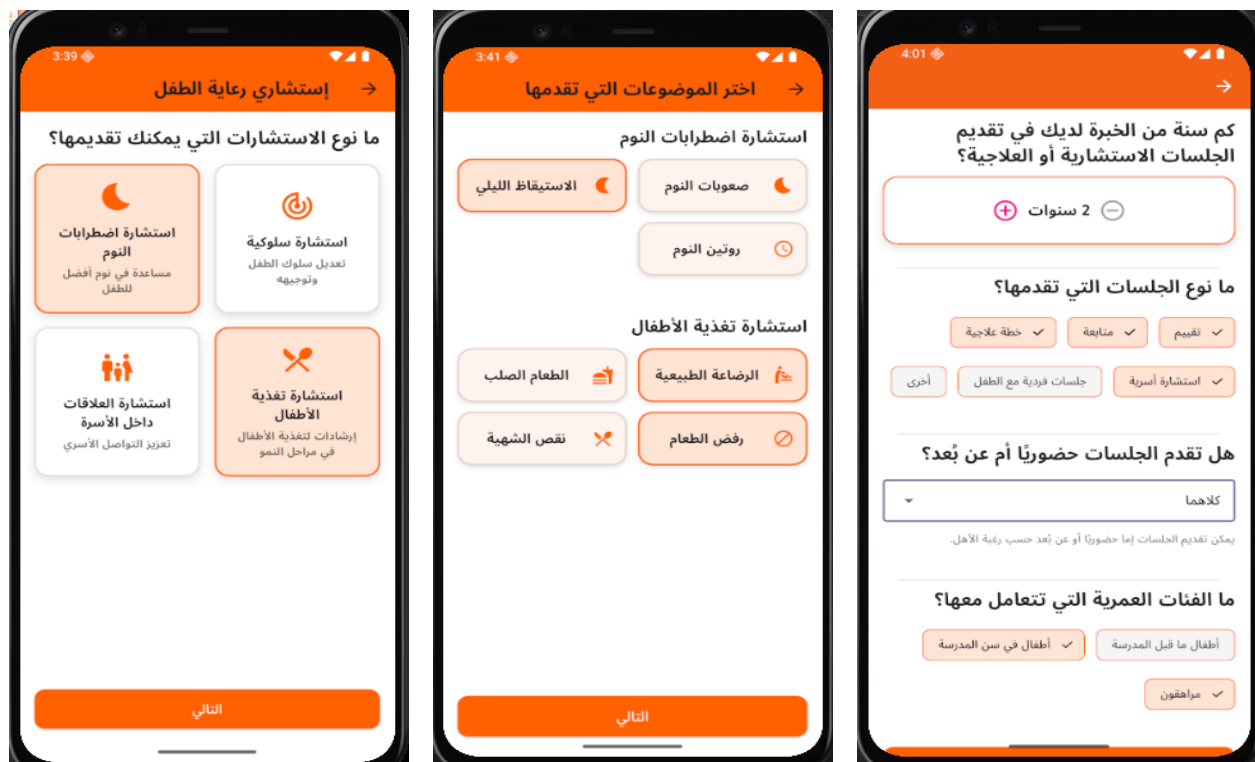 3:39
إستشاري رعاية الطفل
ما نوع الاستشارات التي يمكنك تقديمها؟
استشارة سلوكية
تعديل سلوك الطفل
وتوجيهه
استشارة اضطرابات
النوم
مساعدة في نوم أفضل
للطفل
استشارة تغذية
الأطفال
إرشادات لتغذية الأطفال
في مراحل النمو
استشارة العلاقات
داخل الأسرة
تعزيز التواصل الأسري
التالي
3:41
اختر الموضوعات التي تقدمها
استشارة اضطرابات النوم
صعوبات النوم
الاستيقاظ الليلي
روتين النوم
استشارة تغذية الأطفال
الرضاعة الطبيعية
الطعام الصلب
رفض الطعام
نقص الشهية
التالي
4:01
كم سنة من الخبرة لديك في تقديم
الجلسات الاستشارية أو العلاجية؟
2 سنوات
ما نوع الجلسات التي تقدمها؟
تقييم
متابعة
خطة علاجية
استشارة أسرية
جلسات فردية مع الطفل
أخرى
هل تقدم الجلسات حضوريًا أم عن بُعد؟
كلاهما
يمكن تقديم الجلسات إما حضوريًا أو عن بُعد حسب رغبة الأهل.
ما الفئات العمرية التي تتعامل معها؟
أطفال ما قبل المدرسة
أطفال في سن المدرسة
مراهقون